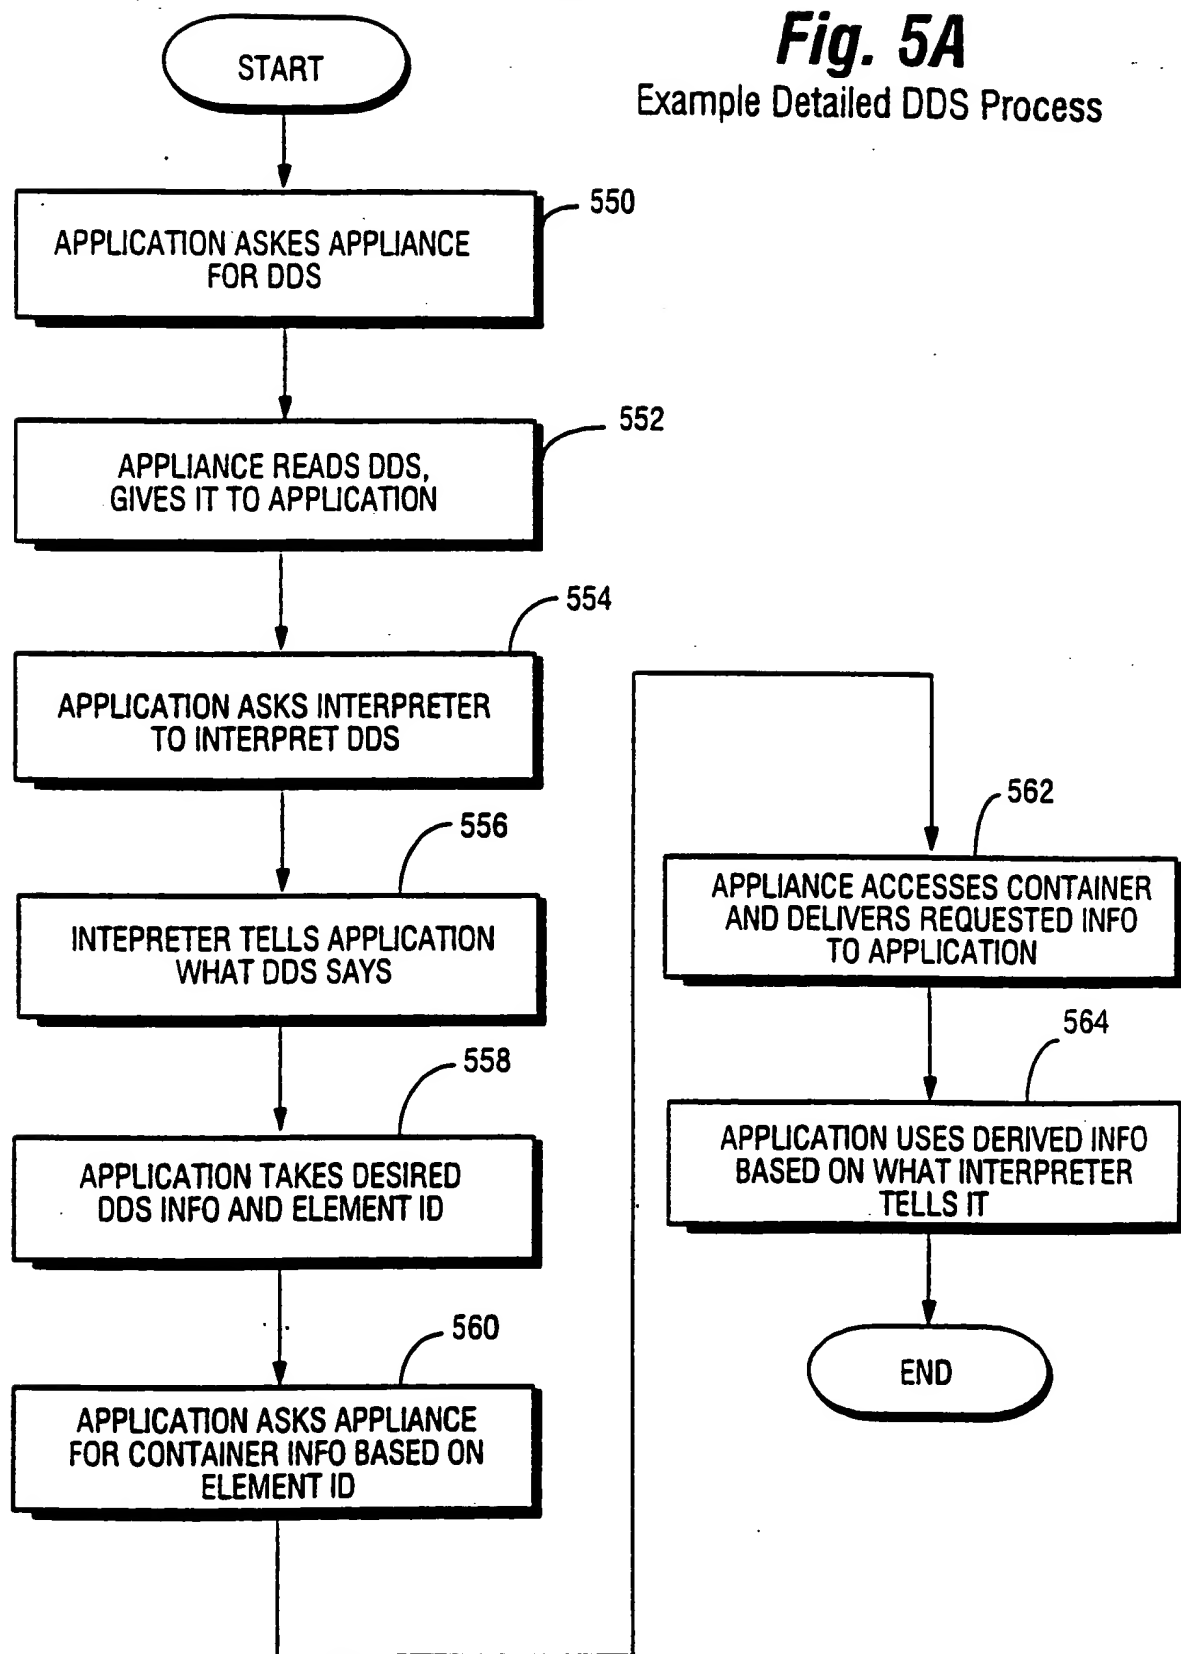 Fig. 5A
Example Detailed DDS Process
START
550
APPLICATION ASKES APPLIANCE
FOR DDS
552
APPLIANCE READS DDS,
GIVES IT TO APPLICATION
554
APPLICATION ASKS INTERPRETER
TO INTERPRET DDS
556
INTEPRETER TELLS APPLICATION
WHAT DDS SAYS
558
APPLICATION TAKES DESIRED
DDS INFO AND ELEMENT ID
560
APPLICATION ASKS APPLIANCE
FOR CONTAINER INFO BASED ON
ELEMENT ID
562
APPLIANCE ACCESSES CONTAINER
AND DELIVERS REQUESTED INFO
TO APPLICATION
564
APPLICATION USES DERIVED INFO
BASED ON WHAT INTERPRETER
TELLS IT
END